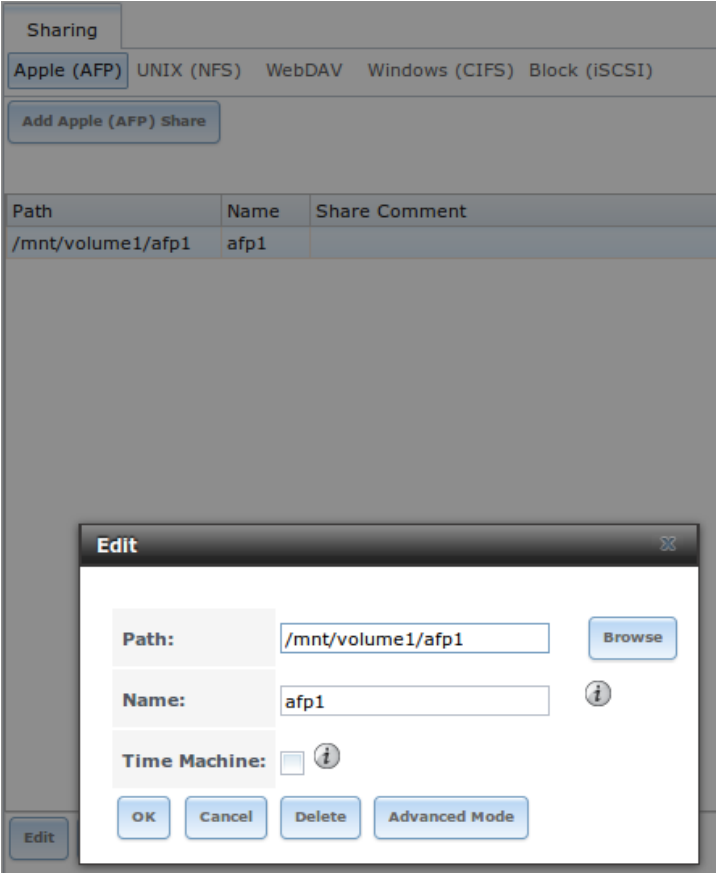 Sharing
Apple (AFP) UNIX (NFS) WebDAV Windows (CIFS) Block (iSCSI)
Add Apple (AFP) Share
Path Name Share Comment
/mnt/volume1/afp1 afp1
Edit
Path: /mnt/volume1/afp1 Browse
Name: afp1
Time Machine:
OK Cancel Delete Advanced Mode
Edit